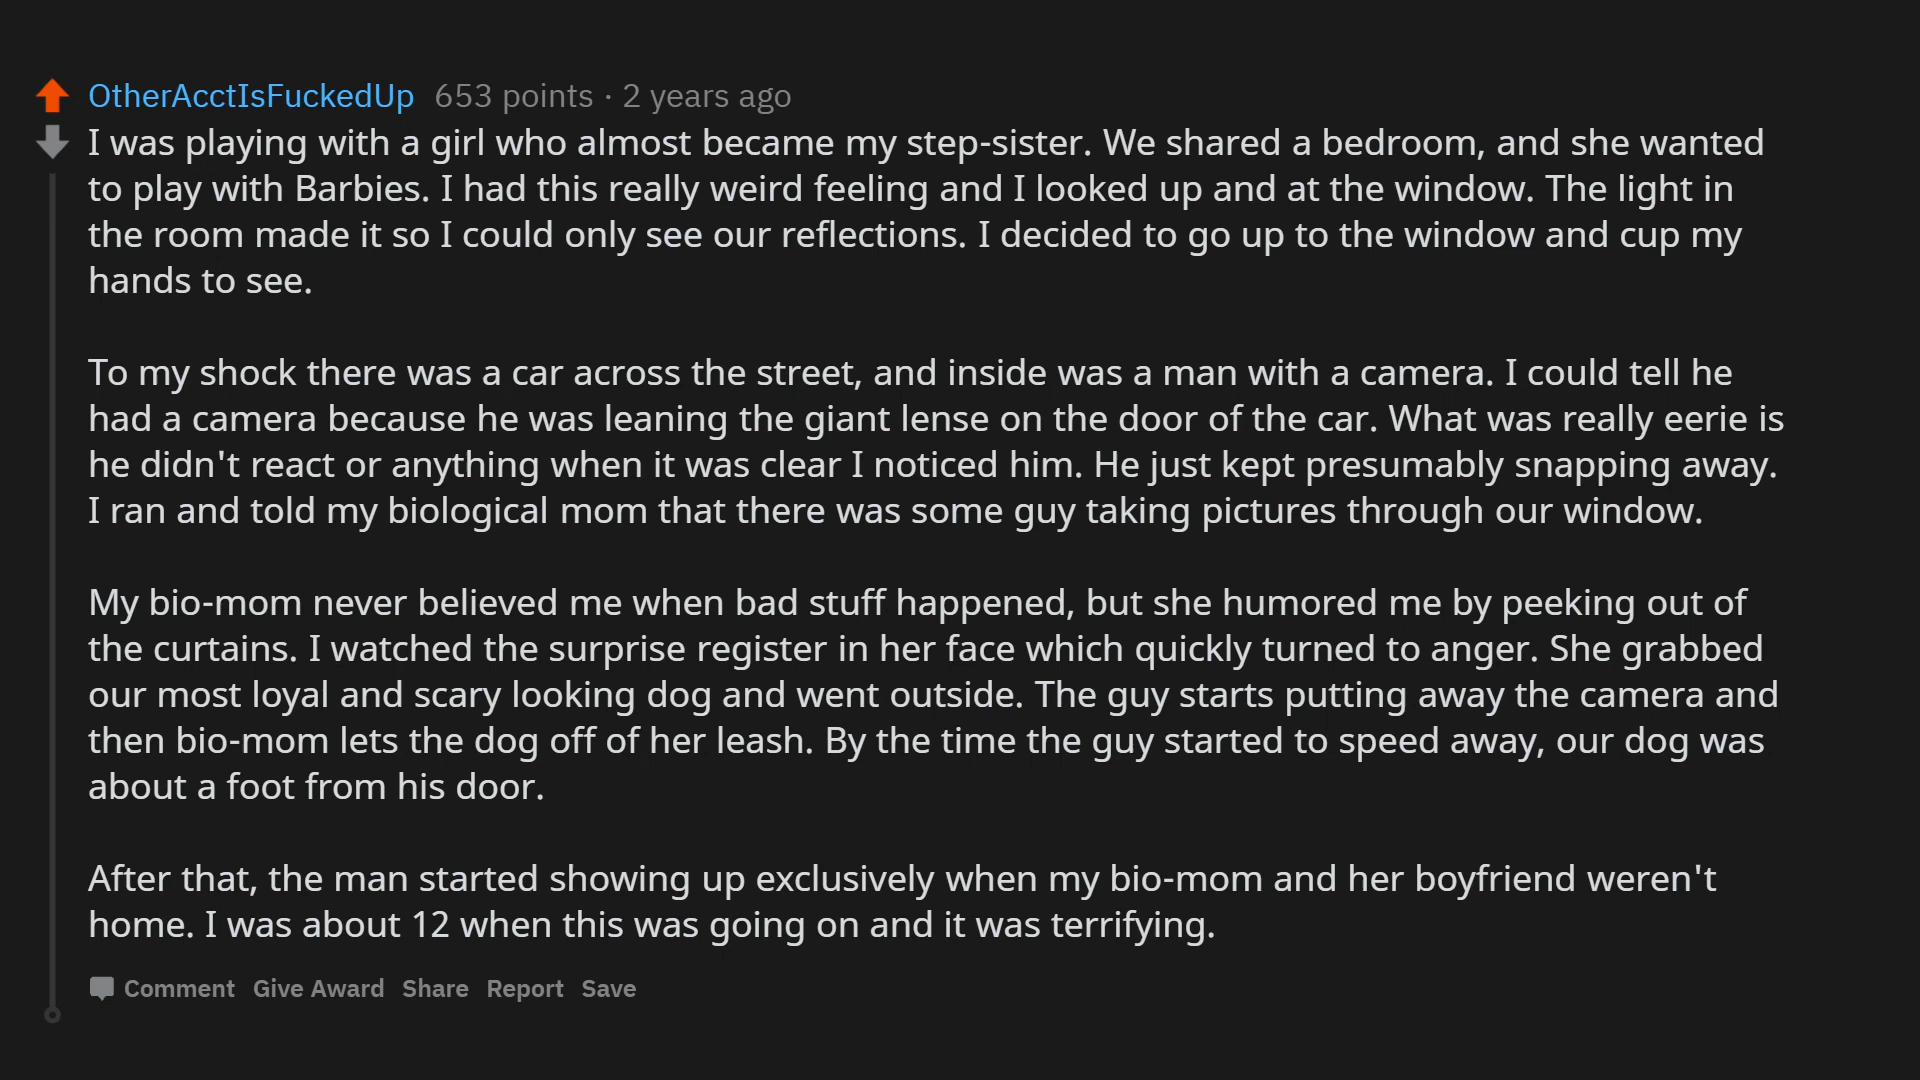 OtherAcctIsFuckedUp 653 points · 2 years ago
I was playing with a girl who almost became my step-sister. We shared a bedroom, and she wanted
to play with Barbies. I had this really weird feeling and I looked up and at the window. The light in
the room made it so I could only see our reflections. I decided to go up to the window and cup my
hands to see.
To my shock there was a car across the street, and inside was a man with a camera. I could tell he
had a camera because he was leaning the giant lense on the door of the car. What was really eerie is
he didn't react or anything when it was clear I noticed him. He just kept presumably snapping away.
I ran and told my biological mom that there was some guy taking pictures through our window.
My bio-mom never believed me when bad stuff happened, but she humored me by peeking out of
the curtains. I watched the surprise register in her face which quickly turned to anger. She grabbed
our most loyal and scary looking dog and went outside. The guy starts putting away the camera and
then bio-mom lets the dog off of her leash. By the time the guy started to speed away, our dog was
about a foot from his door.
After that, the man started showing up exclusively when my bio-mom and her boyfriend weren't
home. I was about 12 when this was going on and it was terrifying.
Comment Give Award Share Report Save